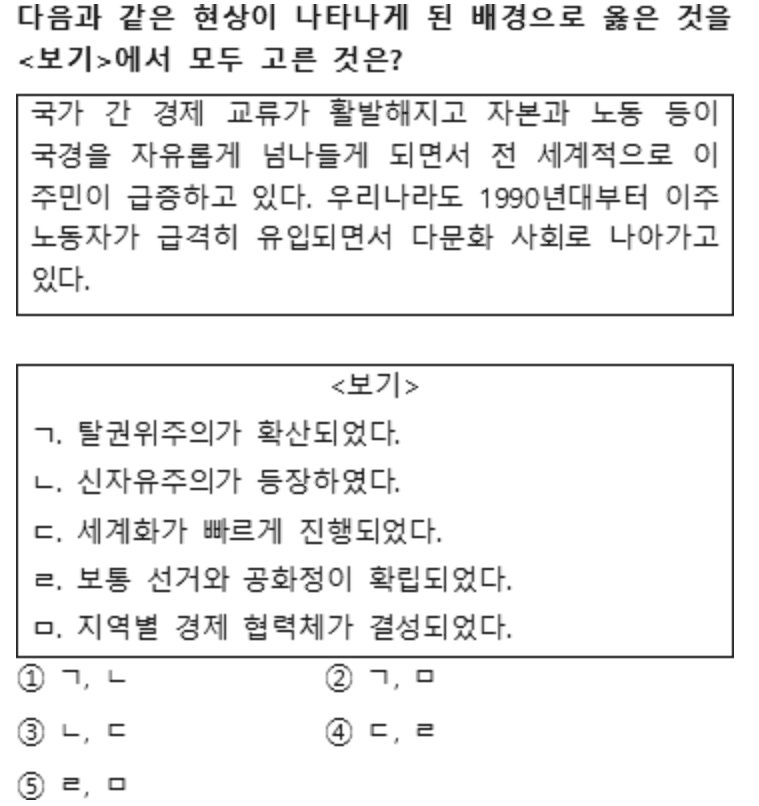 다음과 같은 현상이 나타나게 된 배경으로 옳은 것을
<보기>에서 모두 고른 것은?
국가 간 경제 교류가 활발해지고 자본과 노동 등이
국경을 자유롭게 넘나들게 되면서 전 세계적으로 이
주민이 급증하고 있다. 우리나라도 1990년대부터 이주
노동자가 급격히 유입되면서 다문화 사회로 나아가고
있다.
<보기>
ㄱ. 탈권위주의가 확산되었다.
ㄴ. 신자유주의가 등장하였다.
ㄷ. 세계화가 빠르게 진행되었다.
ㄹ. 보통 선거와 공화정이 확립되었다.
ㅁ. 지역별 경제 협력체가 결성되었다.
① ㄱ, ㄴ ② ㄱ, ㅁ
③ ㄴ, ㄷ ④ ㄷ, ㄹ
⑤ ㄹ, ㅁ